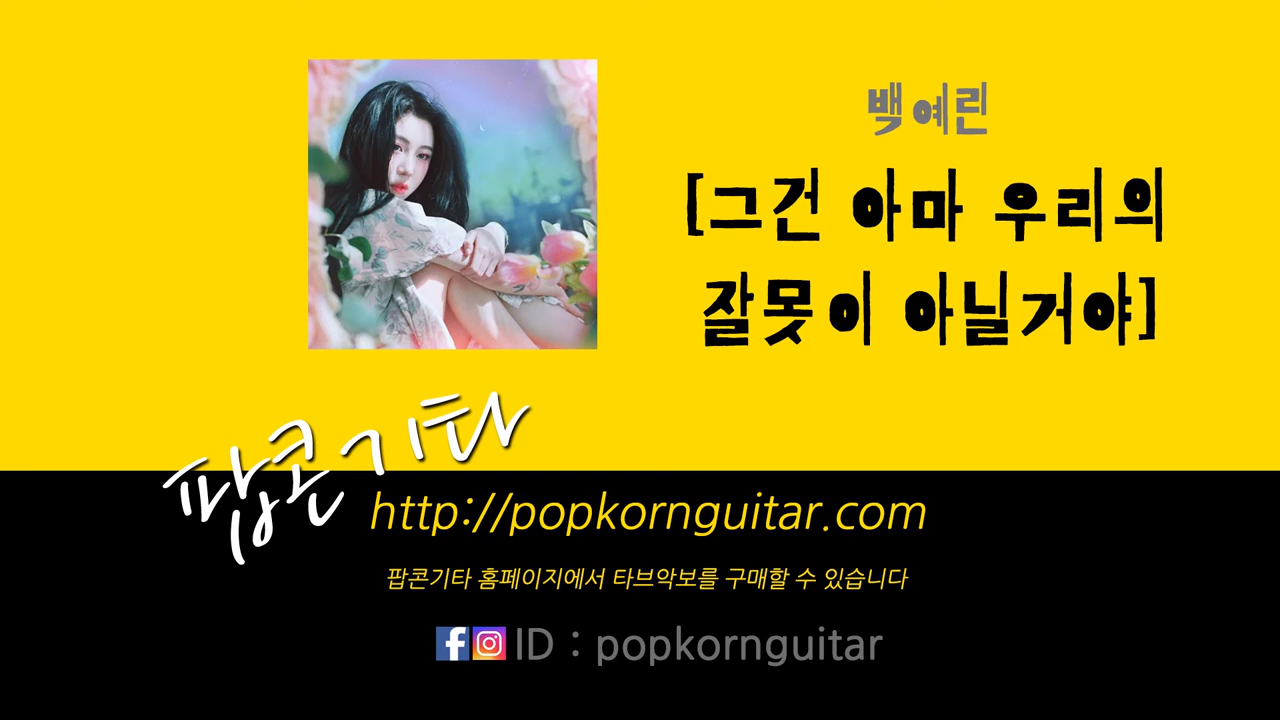 백예린
[그건 아마 우리의
잘못이 아닐거야]
팝콘기타
http://popkornguitar.com
팝콘기타 홈페이지에서 타브악보를 구매할 수 있습니다
ID : popkornguitar